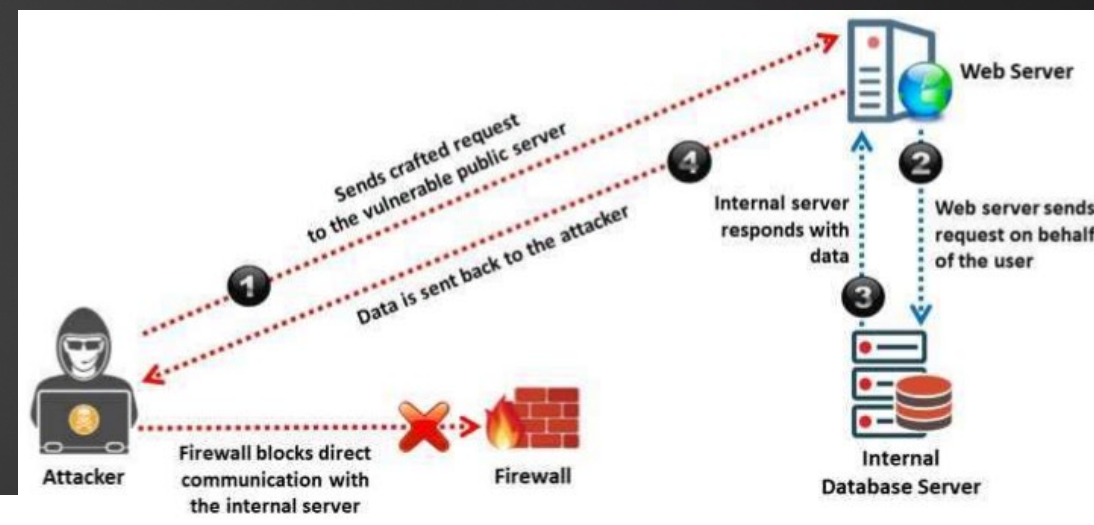 Web Server
Sends crafted request
to the vulnerable public server
1
Data is sent back to the attacker
4
2
Internal server
responds with
data
Web server sends
request on behalf
of the user
3
Attacker
Firewall blocks direct
communication with
the internal server
Firewall
Internal
Database Server